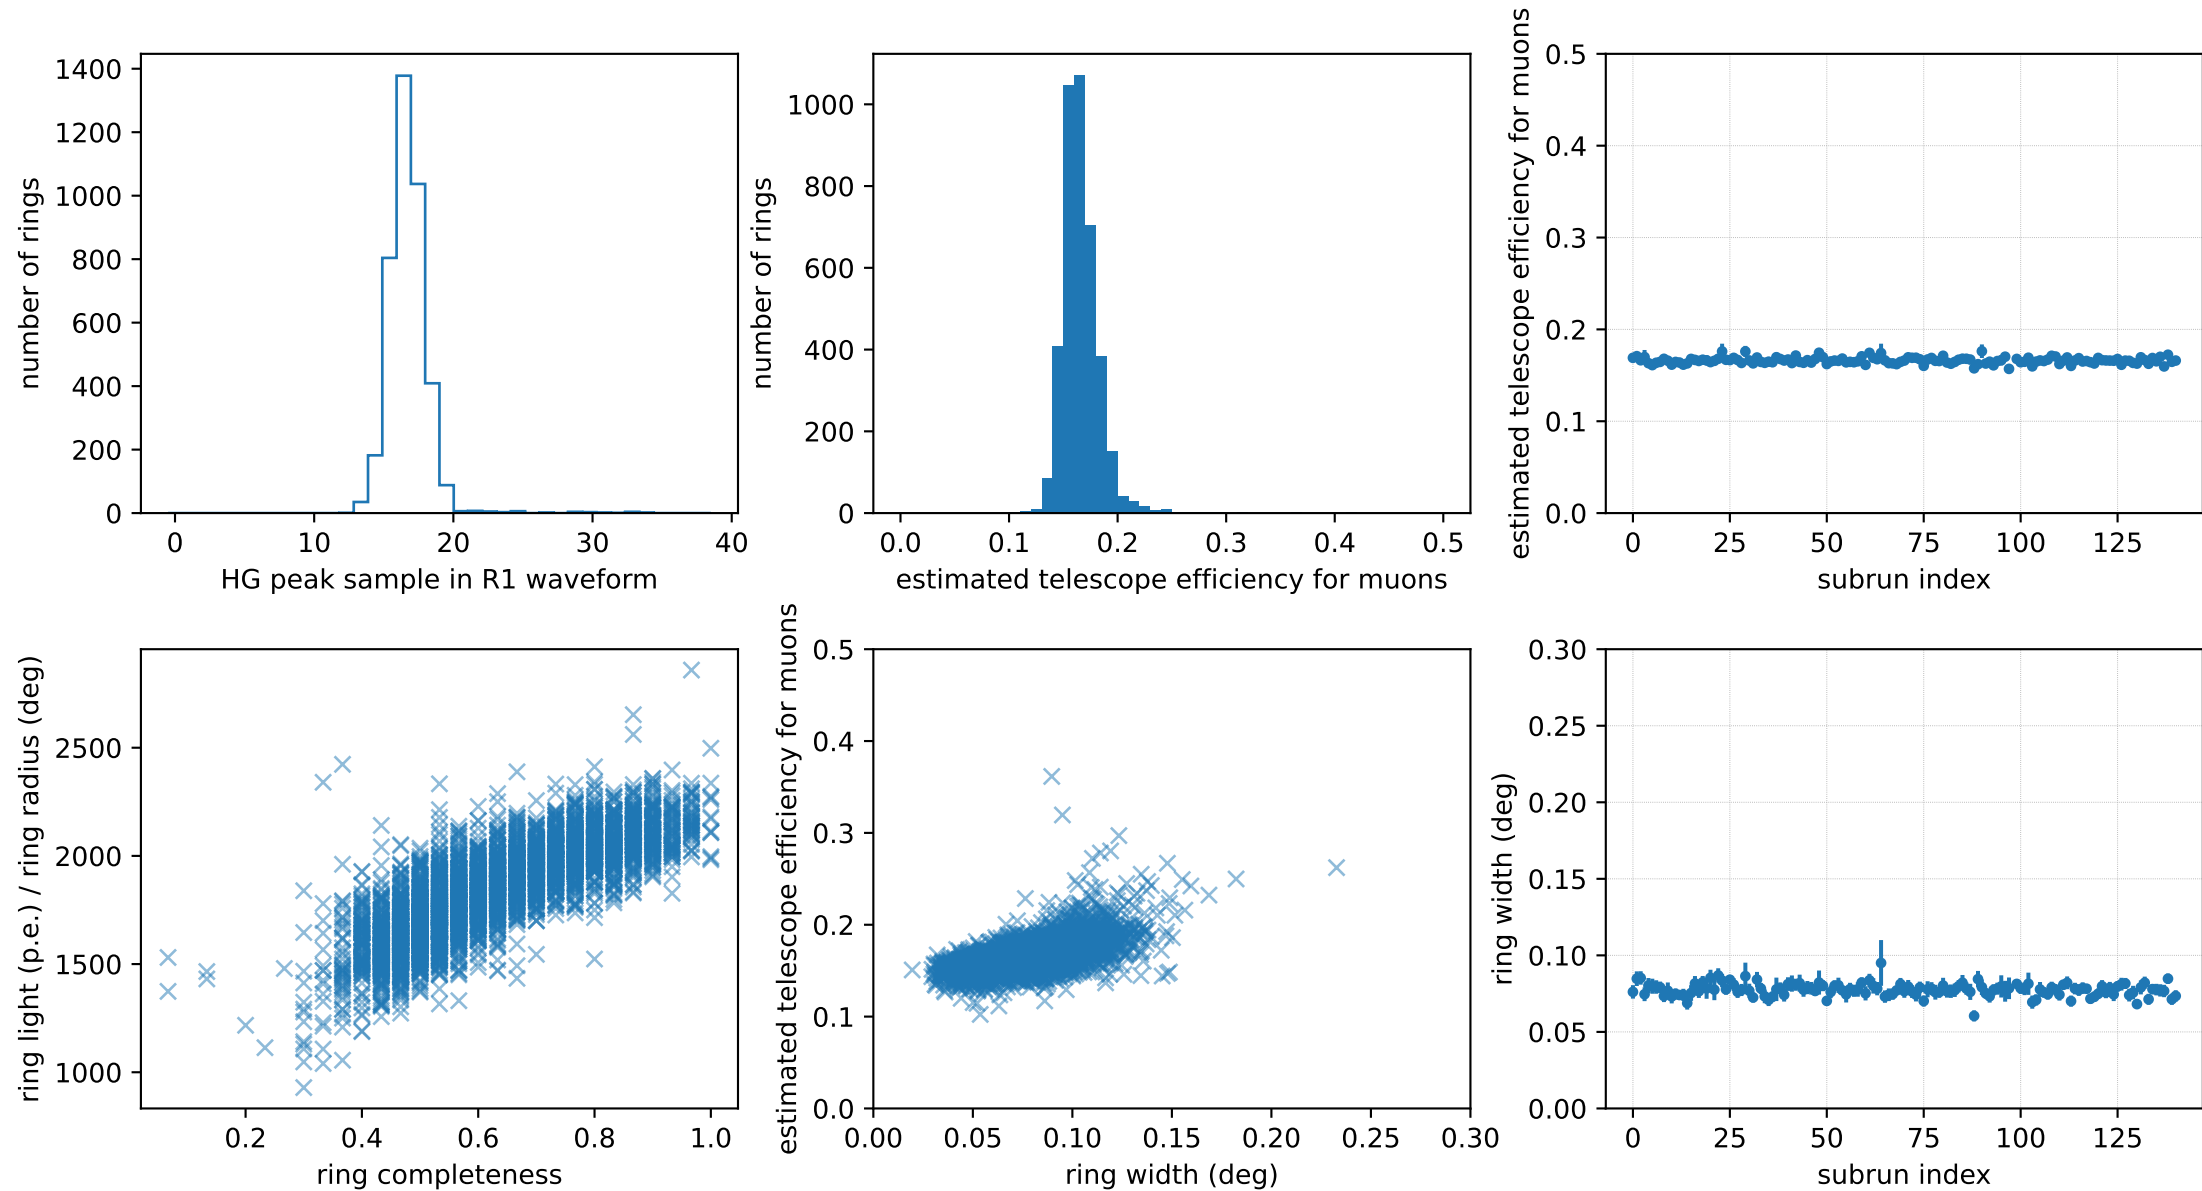 number of rings
1400
1200
1000
800
600
400
200
0
0 10 20 30 40
HG peak sample in R1 waveform
number of rings
1000
800
600
400
200
0
0.0 0.1 0.2 0.3 0.4 0.5
estimated telescope efficiency for muons
estimated telescope efficiency for muons
0.5
0.4
0.3
0.2
0.1
0.0
0 25 50 75 100 125
subrun index
ring light (p.e.) / ring radius (deg)
2500
2000
1500
1000
0.2 0.4 0.6 0.8 1.0
ring completeness
estimated telescope efficiency for muons
0.5
0.4
0.3
0.2
0.1
0.0
0.00 0.05 0.10 0.15 0.20 0.25 0.30
ring width (deg)
ring width (deg)
0.30
0.25
0.20
0.15
0.10
0.05
0.00
0 25 50 75 100 125
subrun index